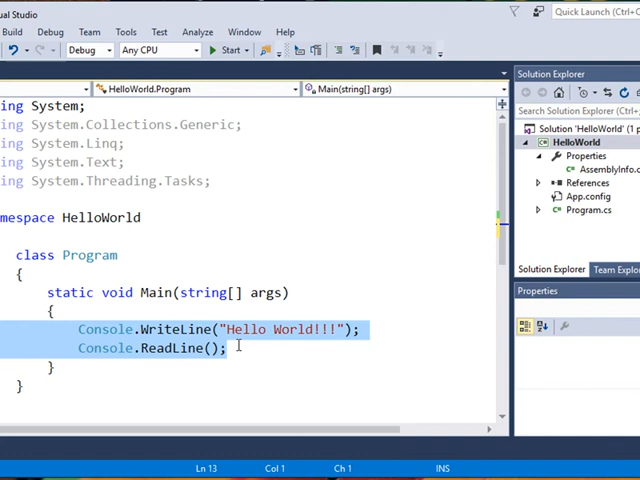 ual Studio
Quick Launch (Ctrl+
Build Debug Team Tools Test Analyze Window Help
Debug Any CPU Start
HelloWorld.Program Main(string[] args)
ing System;
ing System.Collections.Generic;
ing System.Linq;
ing System.Text;
ing System.Threading.Tasks;
mespace HelloWorld
class Program
{
static void Main(string[] args)
{
Console.WriteLine("Hello World!!!");
Console.ReadLine();
}
}
Solution Explorer
Search Solution Explorer (Ctrl+;
Solution 'HelloWorld' (1 p
HelloWorld
Properties
AssemblyInfo.c
References
App.config
Program.cs
Solution Explorer Team Explor
Properties
Ln 13 Col 1 Ch 1 INS